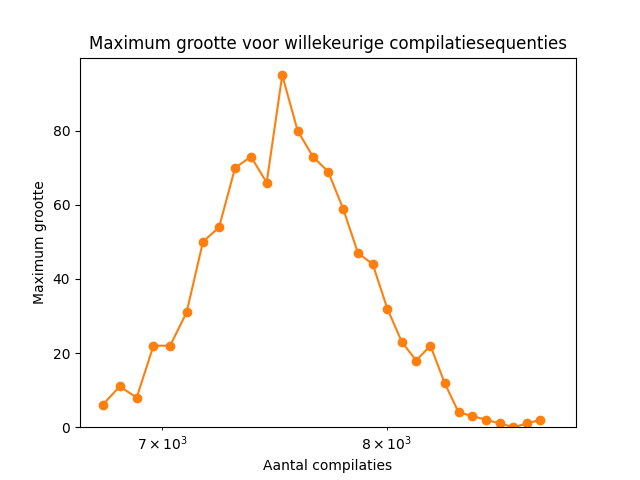 Maximum grootte voor willekeurige compilatiesequenties
Maximum grootte
80
60
40
20
0
7 × 10³
8 × 10³
Aantal compilaties